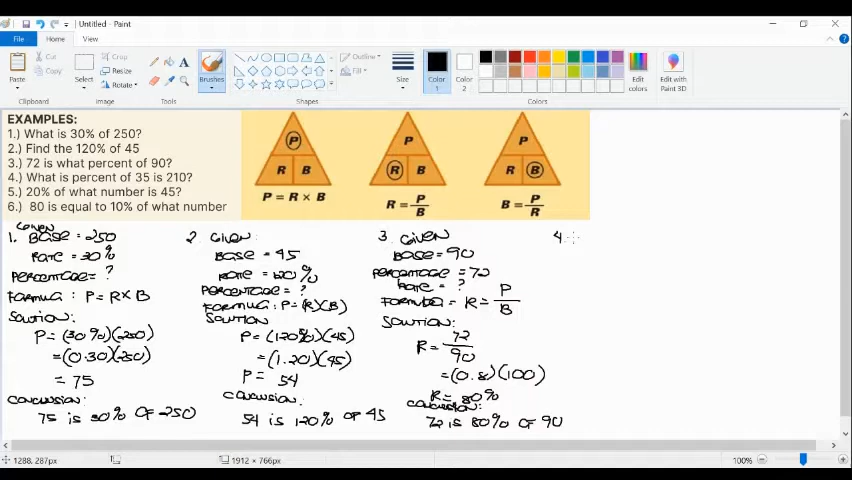 Untitled - Paint
File
Home
View
Paste
Cut
Copy
Clipboard
Select
Crop
Resize
Rotate
Image
Tools
Brushes
Shapes
Outline
Fill
Size
Color
1
Color
2
Colors
Edit
colors
Edit with
Paint 3D
EXAMPLES:
1.) What is 30% of 250?
2.) Find the 120% of 45
3.) 72 is what percent of 90?
4.) What is percent of 35 is 210?
5.) 20% of what number is 45?
6.) 80 is equal to 10% of what number
P
R B
P = R × B
P
R B
R = P
B
P
R B
B = P
R
GIVEN
1. BASE = 250
RATE = 30%
PERCENTAGE = ?
FORMULA : P = R X B
SOLUTION:
P = (30%)(250)
= (0.30)(250)
= 75
CONCLUSION:
75 IS 30% OF 250
2. GIVEN:
BASE = 45
RATE = 120%
PERCENTAGE = ?
FORMULA : P = (R)(B)
SOLUTION
P = (120%)(45)
= (1.20)(45)
P = 54
CONCLUSION:
54 is 120% OF 45
3. GIVEN
BASE = 90
PERCENTAGE = 72
RATE = ?
FORMULA = R = P
B
SOLUTION:
R = 72
90
= (0.8)(100)
R = 80%
CONCLUSION:
72 IS 80% OF 90
4
1288, 287px
1912 × 766px
100%